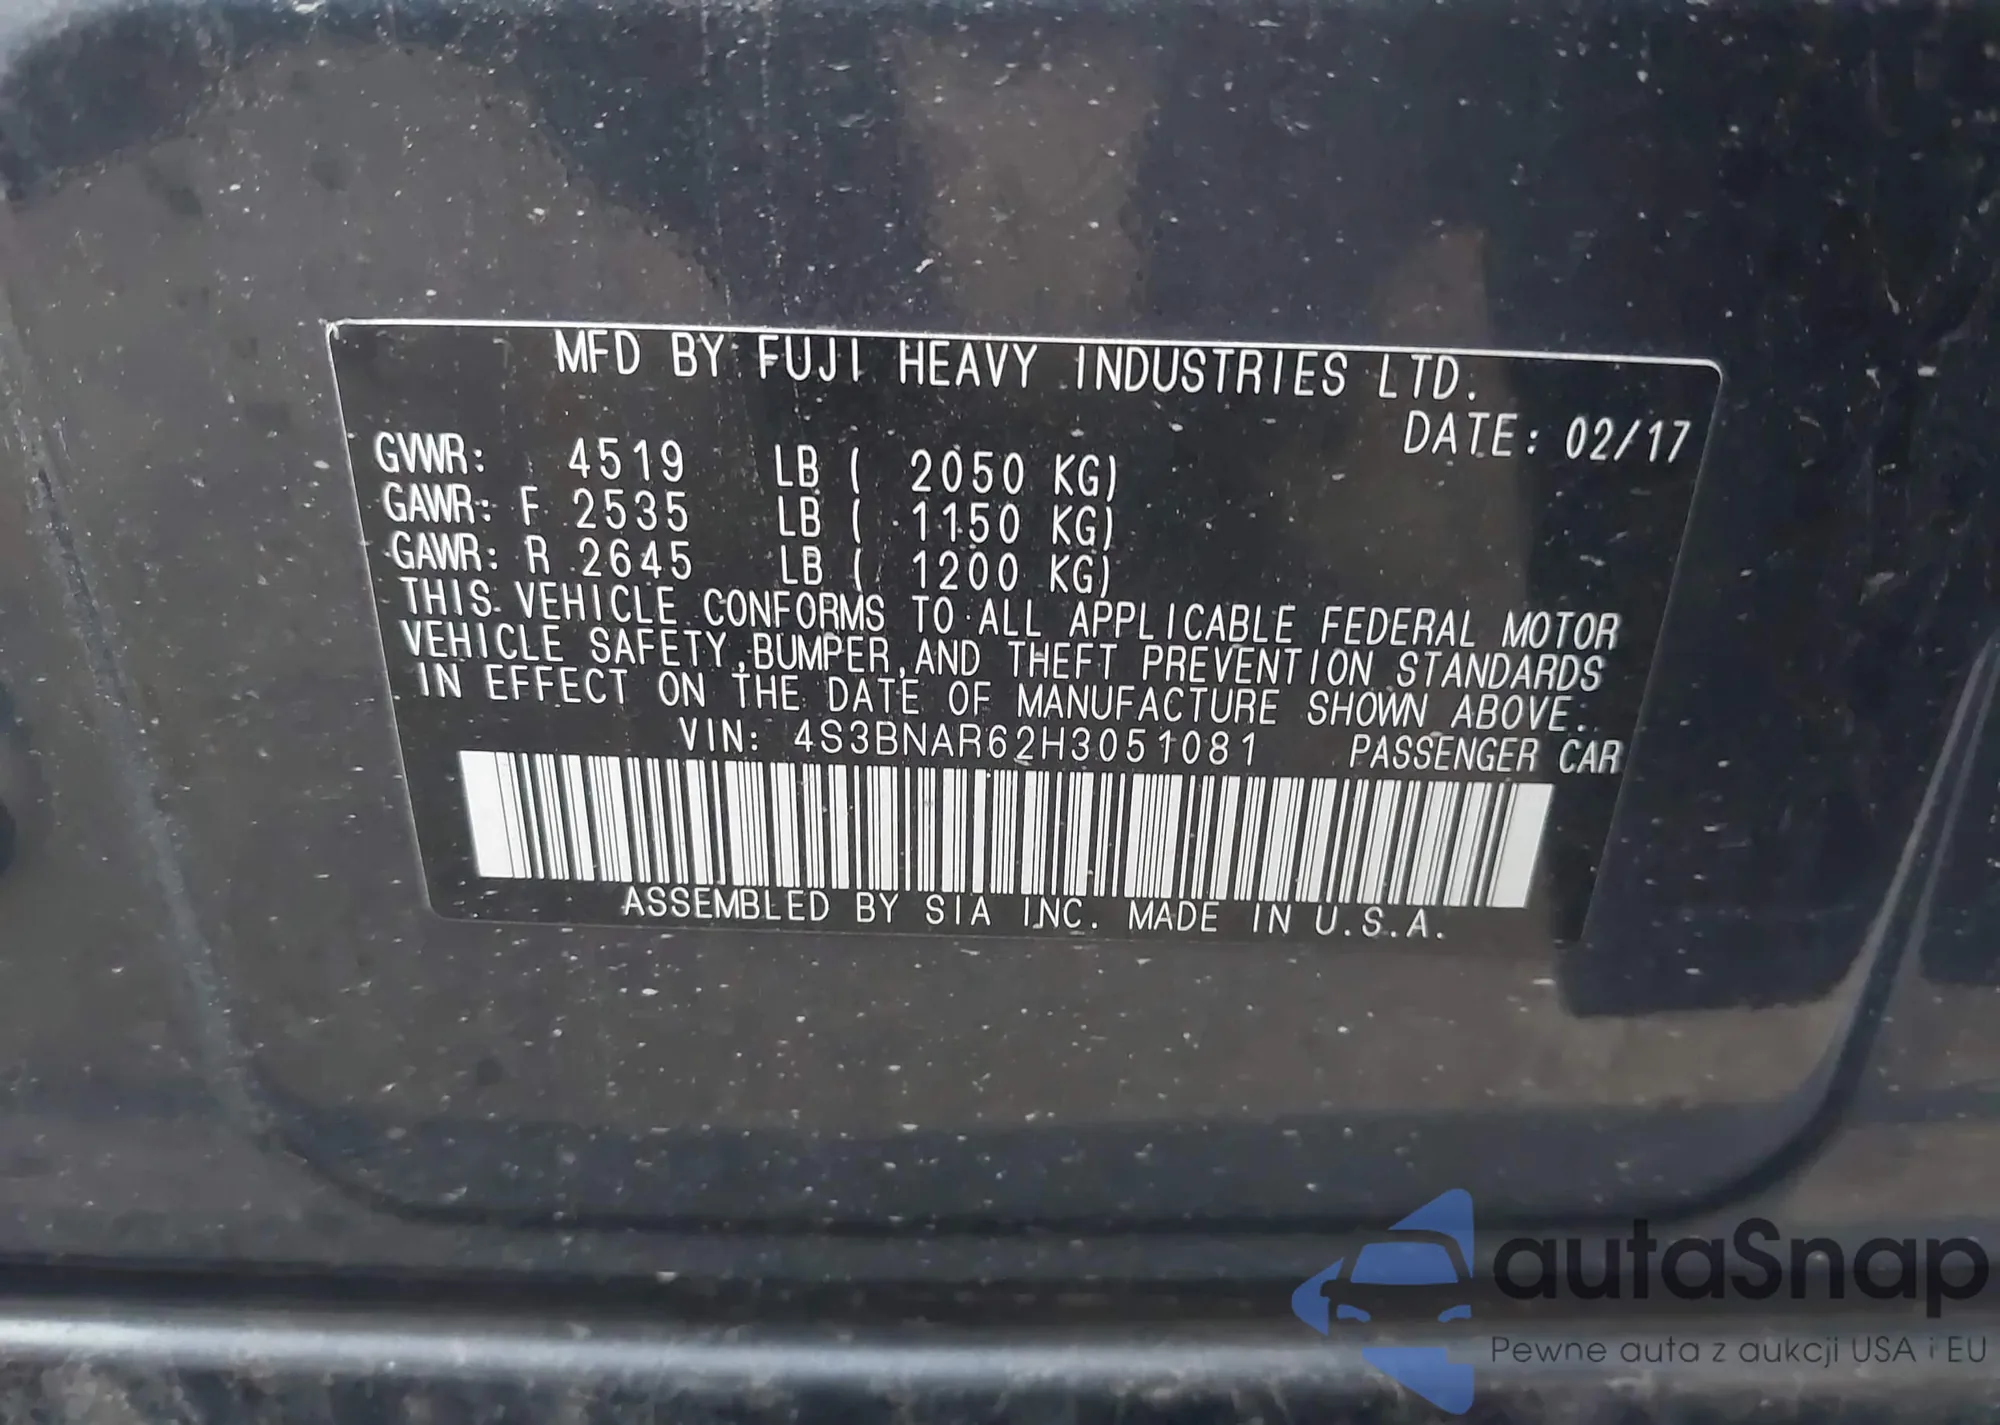 MFD BY FUJI HEAVY INDUSTRIES LTD.
DATE: 02/17
GVWR: 4519 LB ( 2050 KG)
GAWR: F 2535 LB ( 1150 KG)
GAWR: R 2645 LB ( 1200 KG)
THIS VEHICLE CONFORMS TO ALL APPLICABLE FEDERAL MOTOR
VEHICLE SAFETY,BUMPER,AND THEFT PREVENTION STANDARDS
IN EFFECT ON THE DATE OF MANUFACTURE SHOWN ABOVE.
VIN: 4S3BNAR62H3051081 PASSENGER CAR
ASSEMBLED BY SIA INC. MADE IN U.S.A.
autaSnap
Pewne auta z aukcji USA i EU